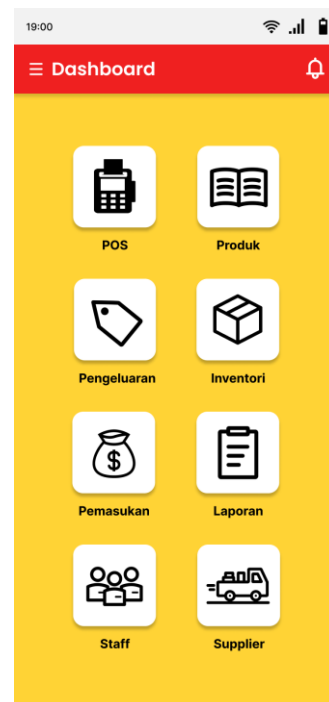 19:00
Dashboard
POS
Produk
Pengeluaran
Inventori
$
Pemasukan
Laporan
Staff
Supplier